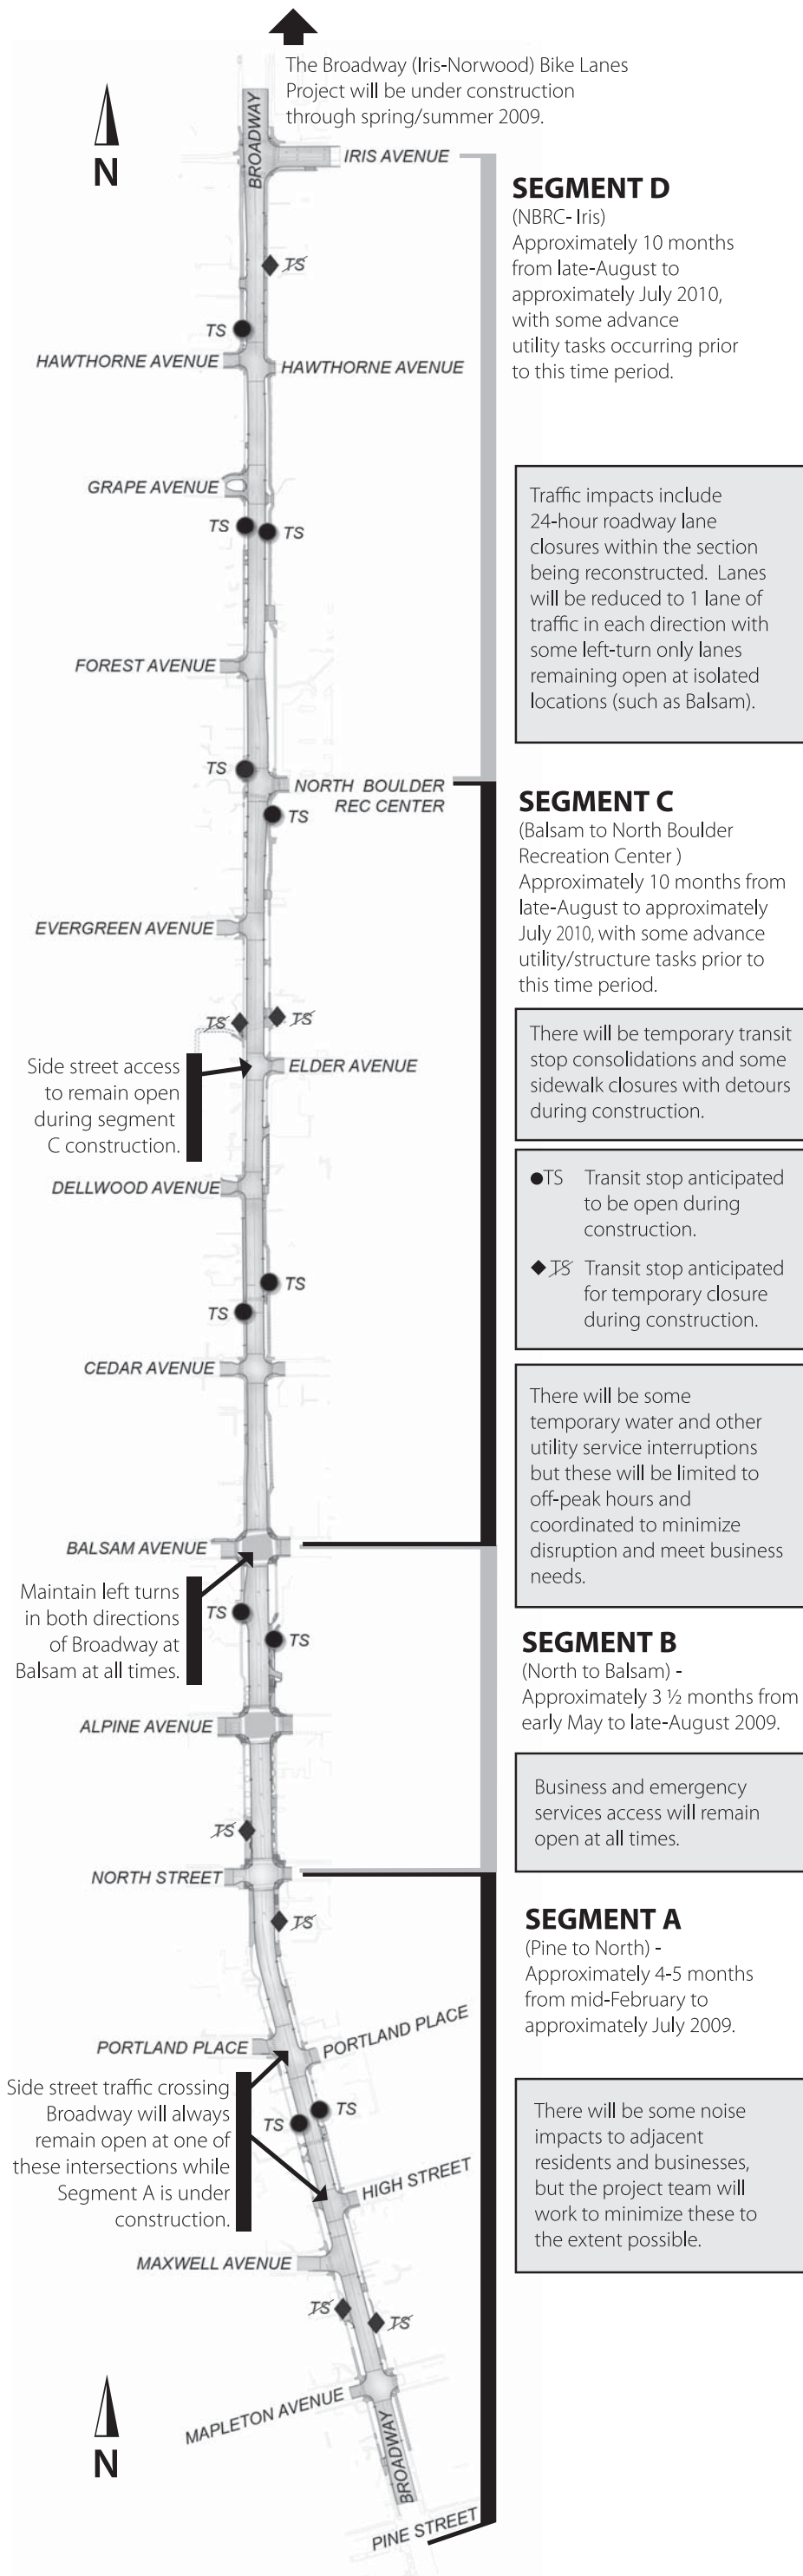 The Broadway (Iris-Norwood) Bike Lanes
Project will be under construction
through spring/summer 2009.
N
BROADWAY
IRIS AVENUE
TS
TS
HAWTHORNE AVENUE
HAWTHORNE AVENUE
GRAPE AVENUE
TS
TS
FOREST AVENUE
TS
NORTH BOULDER
REC CENTER
TS
EVERGREEN AVENUE
TS
TS
Side street access
to remain open
during segment
C construction.
ELDER AVENUE
DELLWOOD AVENUE
TS
TS
CEDAR AVENUE
BALSAM AVENUE
Maintain left turns
in both directions
of Broadway at
Balsam at all times.
TS
TS
ALPINE AVENUE
TS
NORTH STREET
TS
PORTLAND PLACE
PORTLAND PLACE
Side street traffic crossing
Broadway will always
remain open at one of
these intersections while
Segment A is under
construction.
TS
TS
HIGH STREET
MAXWELL AVENUE
TS
TS
MAPLETON AVENUE
N
BROADWAY
PINE STREET
SEGMENT D
(NBRC- Iris)
Approximately 10 months
from late-August to
approximately July 2010,
with some advance
utility tasks occurring prior
to this time period.
Traffic impacts include
24-hour roadway lane
closures within the section
being reconstructed. Lanes
will be reduced to 1 lane of
traffic in each direction with
some left-turn only lanes
remaining open at isolated
locations (such as Balsam).
SEGMENT C
(Balsam to North Boulder
Recreation Center )
Approximately 10 months from
late-August to approximately
July 2010, with some advance
utility/structure tasks prior to
this time period.
There will be temporary transit
stop consolidations and some
sidewalk closures with detours
during construction.
●TS Transit stop anticipated
to be open during
construction.
◆TS Transit stop anticipated
for temporary closure
during construction.
There will be some
temporary water and other
utility service interruptions
but these will be limited to
off-peak hours and
coordinated to minimize
disruption and meet business
needs.
SEGMENT B
(North to Balsam) -
Approximately 3 ½ months from
early May to late-August 2009.
Business and emergency
services access will remain
open at all times.
SEGMENT A
(Pine to North) -
Approximately 4-5 months
from mid-February to
approximately July 2009.
There will be some noise
impacts to adjacent
residents and businesses,
but the project team will
work to minimize these to
the extent possible.